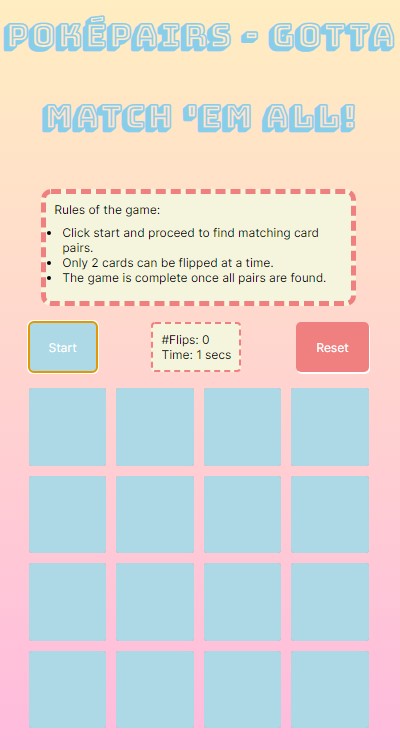 POKÉPAIRS - GOTTA
MATCH 'EM ALL!
Rules of the game:
Click start and proceed to find matching card
pairs.
Only 2 cards can be flipped at a time.
The game is complete once all pairs are found.
Start
#Flips: 0
Time: 1 secs
Reset